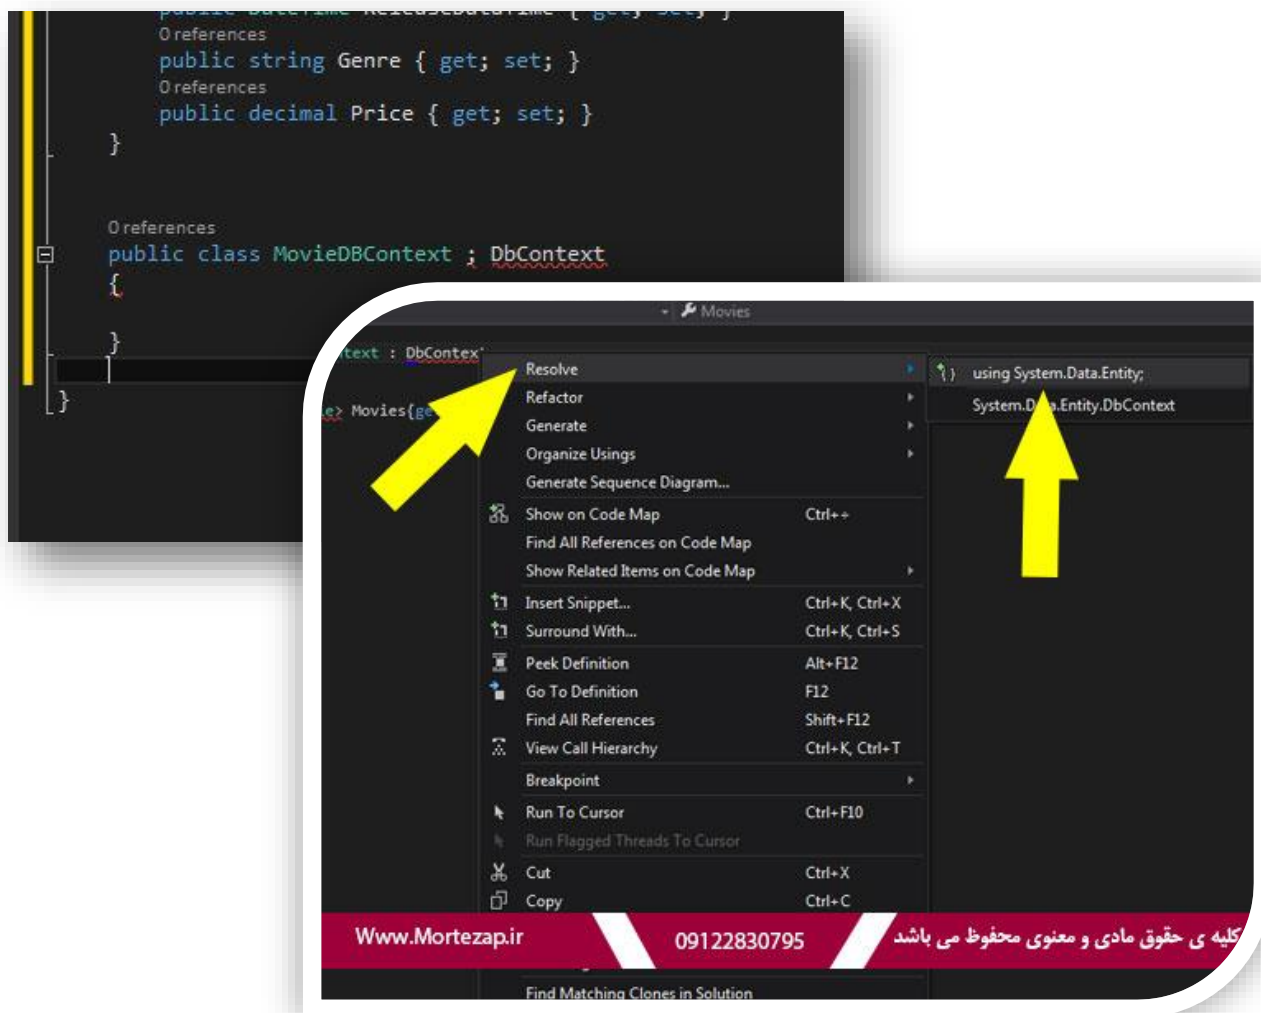 public DateTime ReleaseDataTime { get; set; }
0 references
public string Genre { get; set; }
0 references
public decimal Price { get; set; }
}
0 references
public class MovieDBContext ; DbContext
{
}
}
Movies
text : DbContex
Movies{ge
Resolve
Refactor
Generate
Organize Usings
Generate Sequence Diagram...
Show on Code Map Ctrl+÷
Find All References on Code Map
Show Related Items on Code Map
Insert Snippet... Ctrl+K, Ctrl+X
Surround With... Ctrl+K, Ctrl+S
Peek Definition Alt+F12
Go To Definition F12
Find All References Shift+F12
View Call Hierarchy Ctrl+K, Ctrl+T
Breakpoint
Run To Cursor Ctrl+F10
Run Flagged Threads To Cursor
Cut Ctrl+X
Copy Ctrl+C
Find Matching Clones in Solution
{} using System.Data.Entity;
System.Data.Entity.DbContext
Www.Mortezap.ir
09122830795
کلیه ی حقوق مادی و معنوی محفوظ می باشد